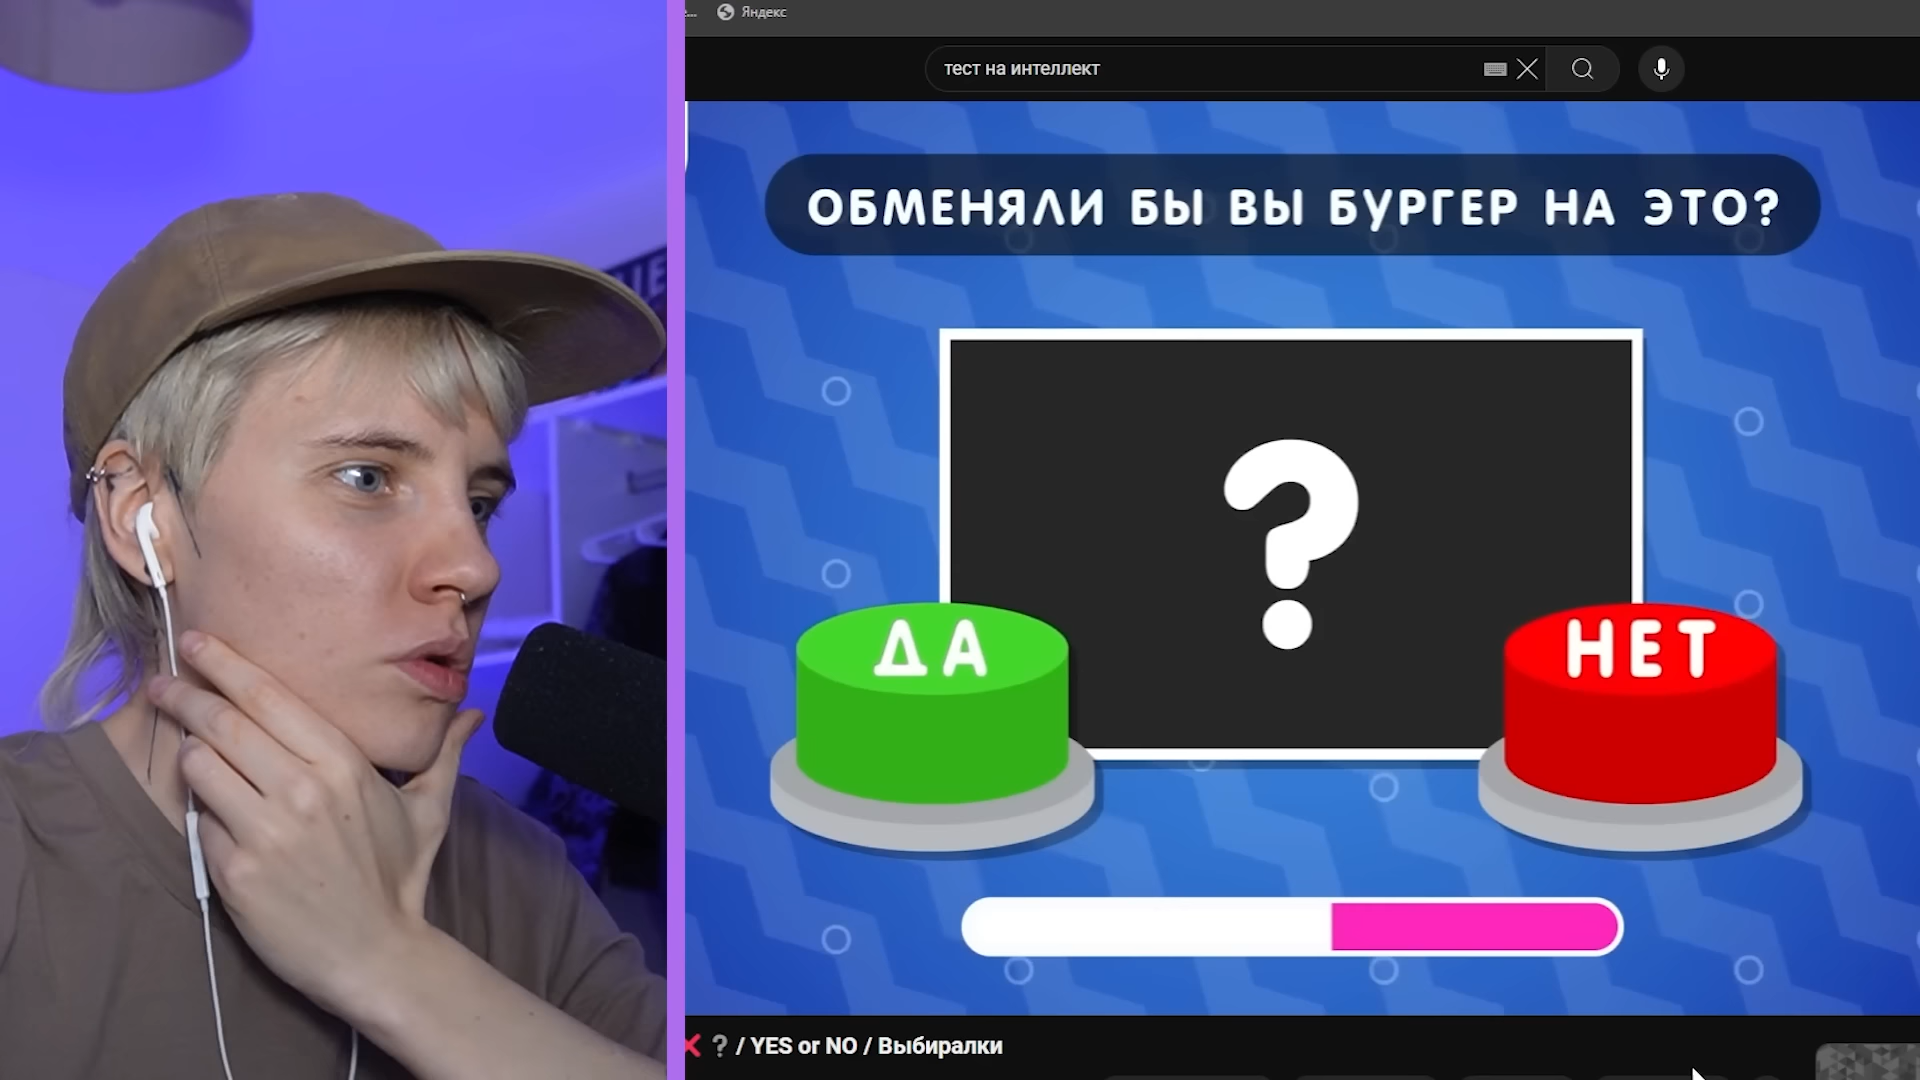 Яндекс
тест на интеллект
ОБМЕНЯЛИ БЫ ВЫ БУРГЕР НА ЭТО?
?
ДА
НЕТ
? / YES or NO / Выбиралки